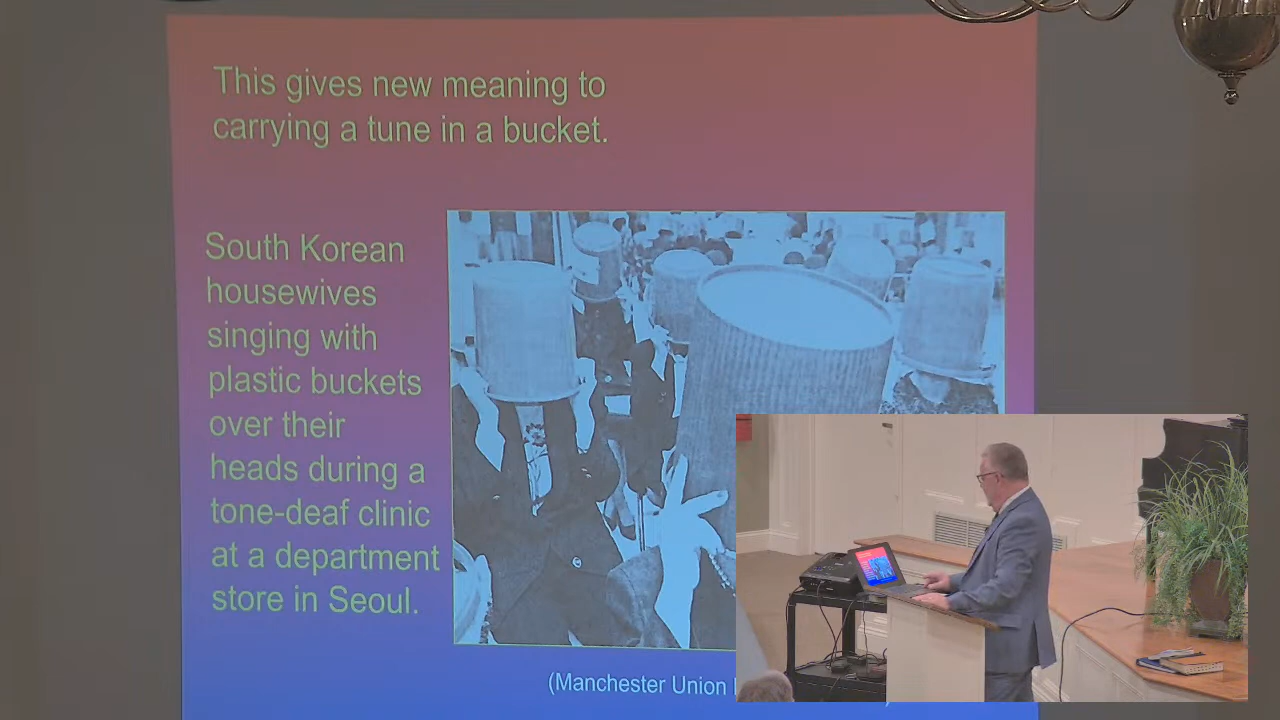 This gives new meaning to
carrying a tune in a bucket.
South Korean
housewives
singing with
plastic buckets
over their
heads during a
tone-deaf clinic
at a department
store in Seoul.
(Manchester Union